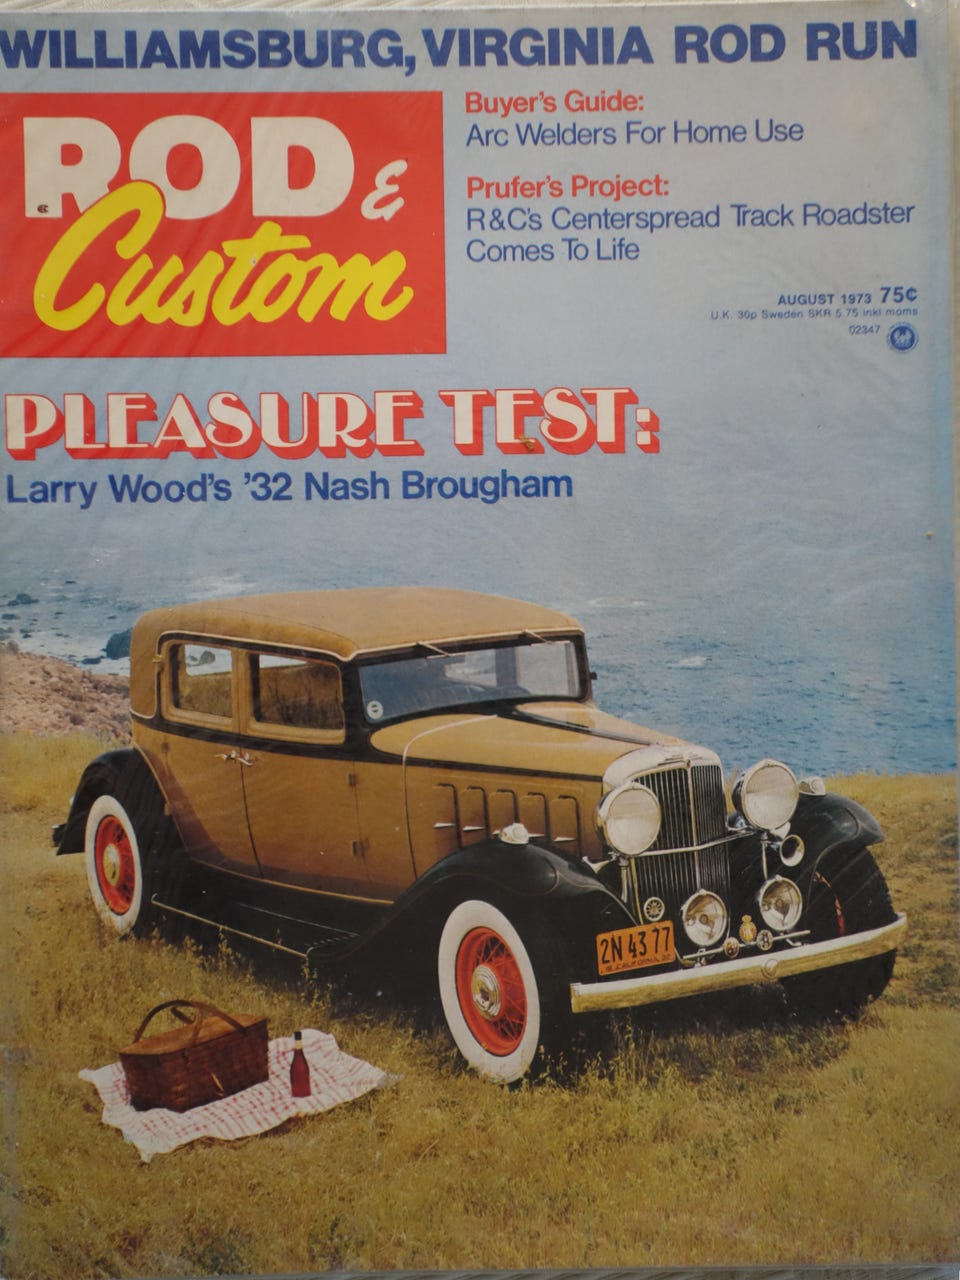 WILLIAMSBURG, VIRGINIA ROD RUN
ROD &
Custom
Buyer's Guide:
Arc Welders For Home Use
Prufer's Project:
R&C's Centerspread Track Roadster
Comes To Life
AUGUST 1973 75¢
U.K. 30p Sweden SKR 5.75 inkl moms
02347
PLEASURE TEST:
Larry Wood's '32 Nash Brougham
2N 43 77
CALIFORNIA 32